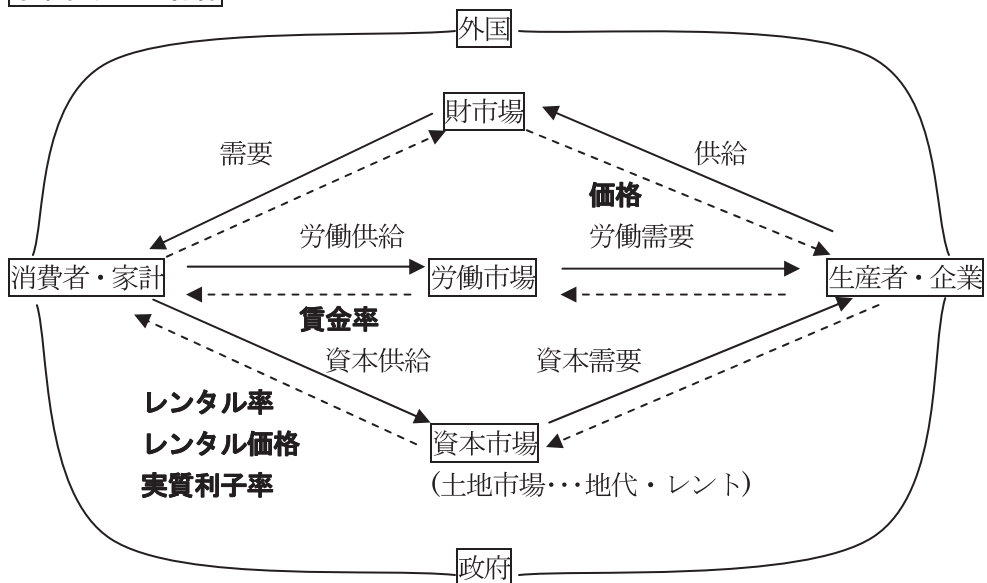 外国
財市場
需要
供給
価格
労働供給
労働需要
消費者・家計
労働市場
生産者・企業
賃金率
資本供給
資本需要
レンタル率
レンタル価格
資本市場
実質利子率
(土地市場・・・地代・レント)
政府